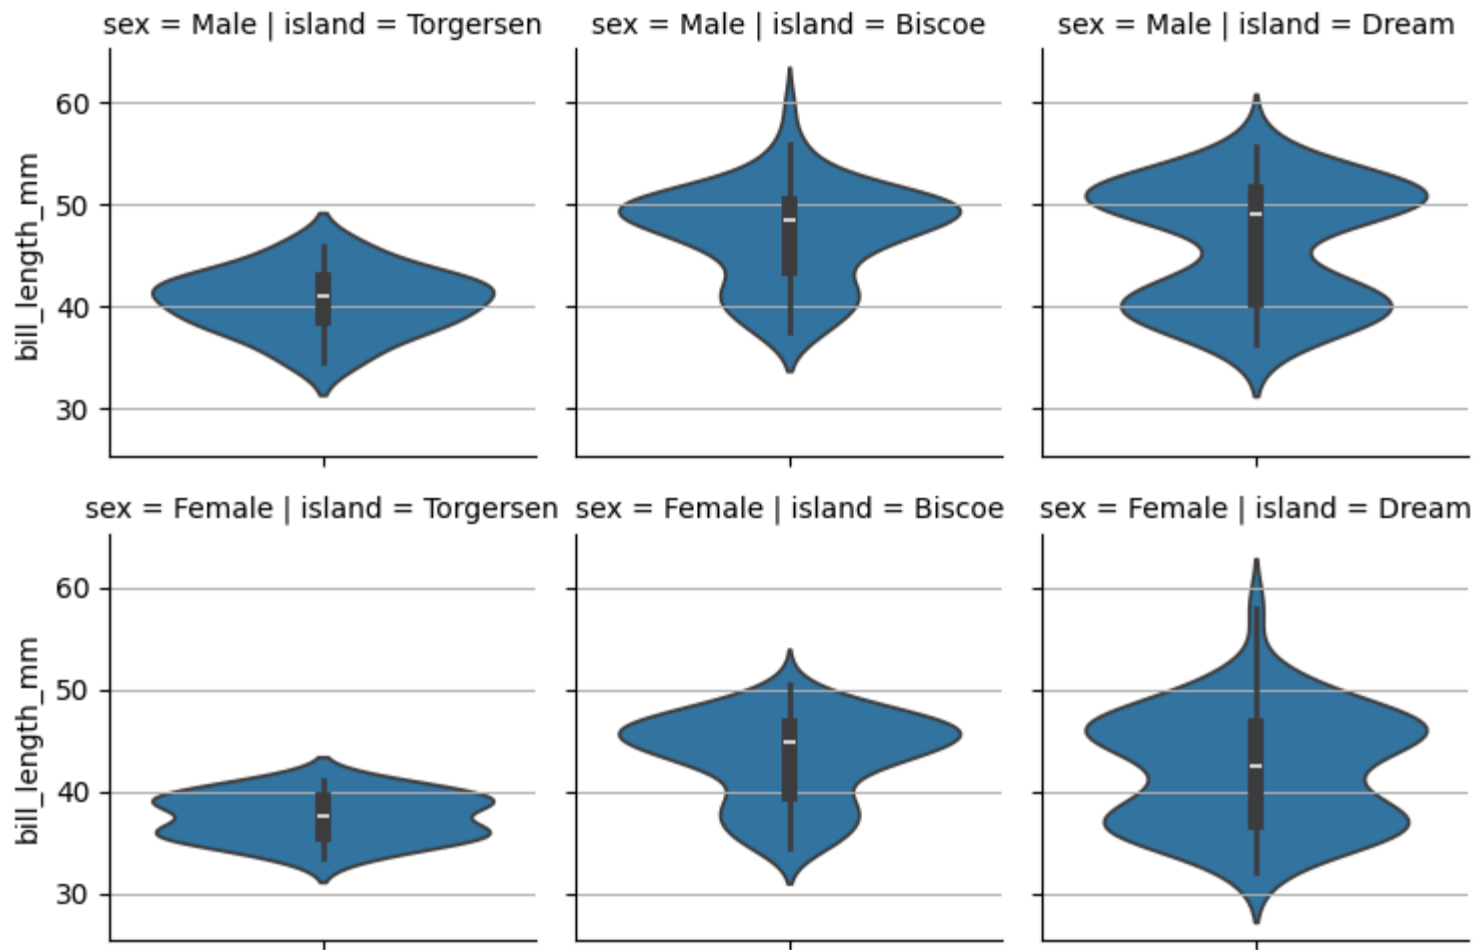 sex = Male | island = Torgersen
sex = Male | island = Biscoe
sex = Male | island = Dream
60
50
40
30
bill_length_mm
sex = Female | island = Torgersen
sex = Female | island = Biscoe
sex = Female | island = Dream
60
50
40
30
bill_length_mm